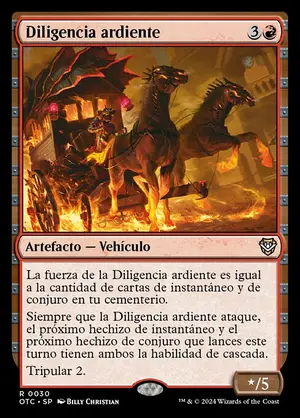 Diligencia ardiente 3
Artefacto — Vehículo
La fuerza de la Diligencia ardiente es igual
a la cantidad de cartas de instantáneo y de
conjuro en tu cementerio.
Siempre que la Diligencia ardiente ataque,
el próximo hechizo de instantáneo y el
próximo hechizo de conjuro que lances este
turno tienen ambos la habilidad de cascada.
Tripular 2.
*/5
R 0030
OTC • SP Billy Christian
™ & © 2024 Wizards of the Coast